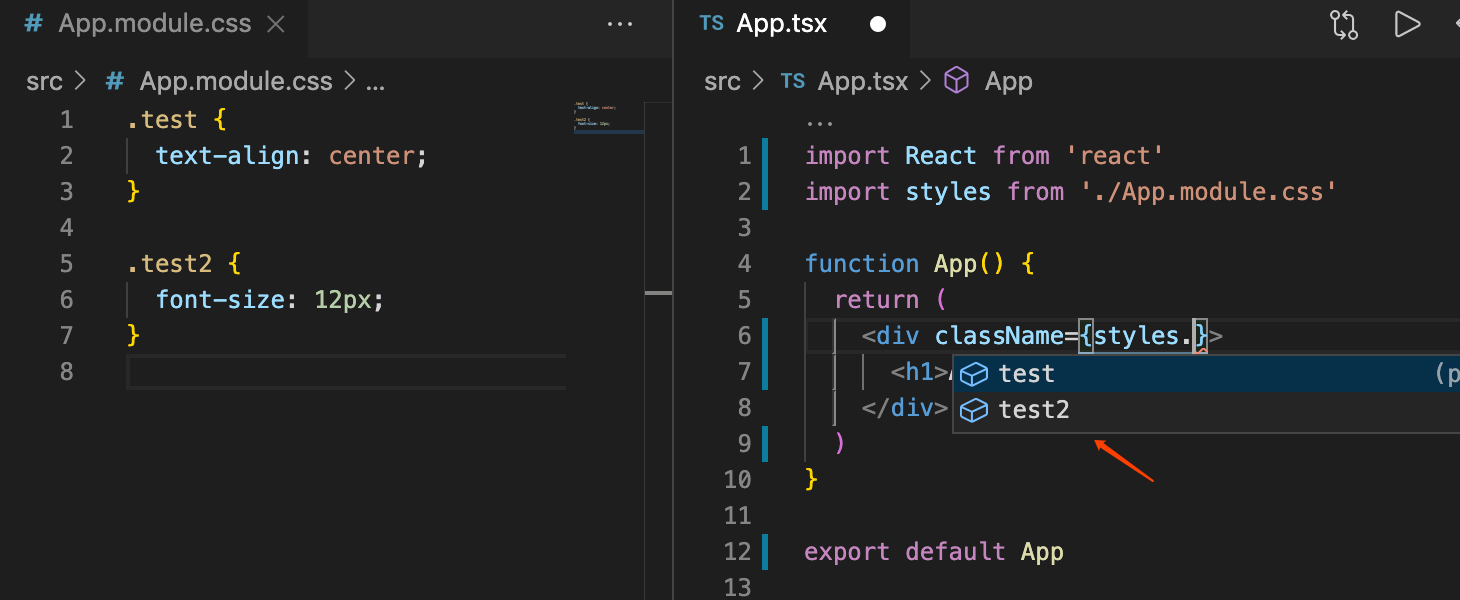 # App.module.css
src > # App.module.css > ...
1 .test {
2 text-align: center;
3 }
4
5 .test2 {
6 font-size: 12px;
7 }
8
TS App.tsx
src > TS App.tsx > App
...
1 import React from 'react'
2 import styles from './App.module.css'
3
4 function App() {
5 return (
6 <div className={styles.}>
7 <h1>
test (p
8 </div>
test2
9 )
10 }
11
12 export default App
13